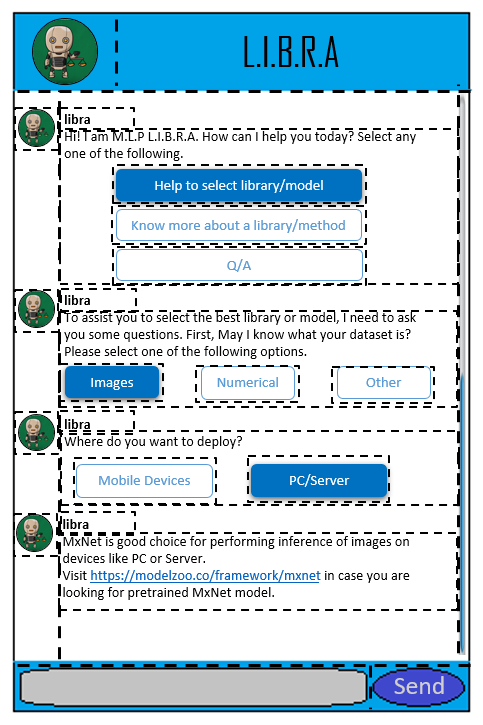 L.I.B.R.A
libra
Hi! I am M.L.P L.I.B.R.A. How can I help you today? Select any
one of the following.
Help to select library/model
Know more about a library/method
Q/A
libra
To assist you to select the best library or model, I need to ask
you some questions. First, May I know what your dataset is?
Please select one of the following options.
Images
Numerical
Other
libra
Where do you want to deploy?
Mobile Devices
PC/Server
libra
MxNet is good choice for performing inference of images on
devices like PC or Server.
Visit https://modelzoo.co/framework/mxnet in case you are
looking for pretrained MxNet model.
Send